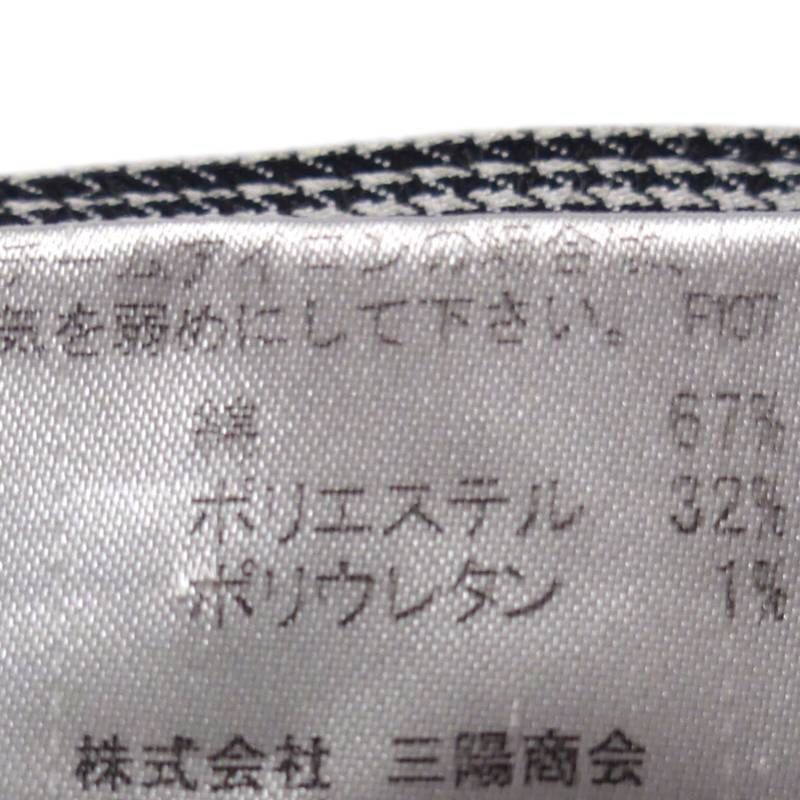 気を弱めにして下さい。 P107
綿 67%
ポリエステル 32%
ポリウレタン 1%
株式会社 三陽商会